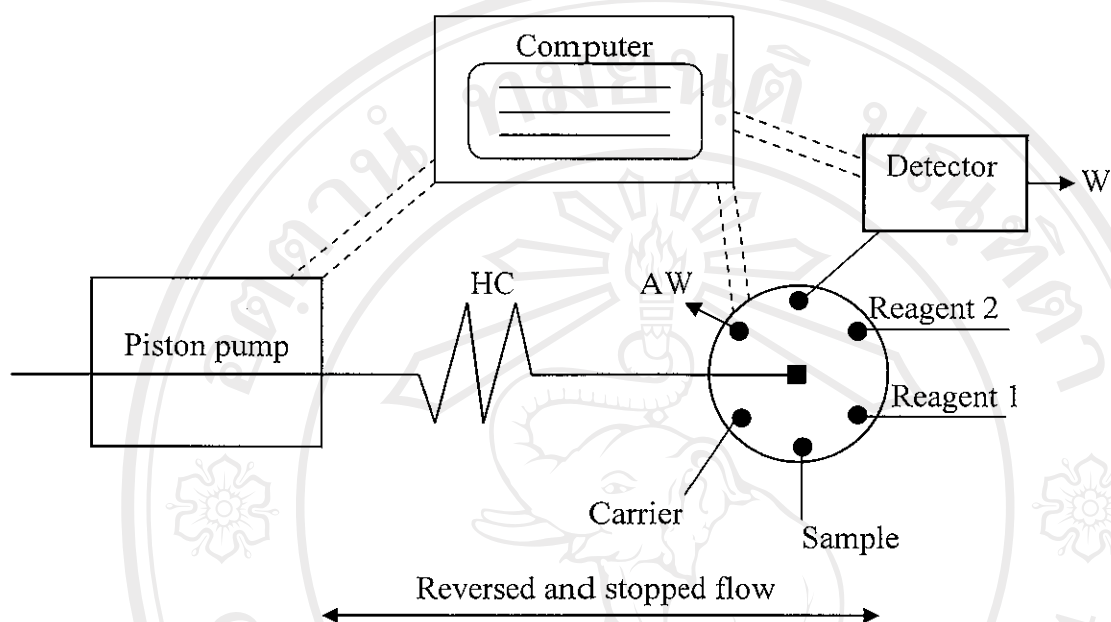 Computer
Detector
W
HC
AW
Reagent 2
Piston pump
Reagent 1
Carrier
Sample
Reversed and stopped flow